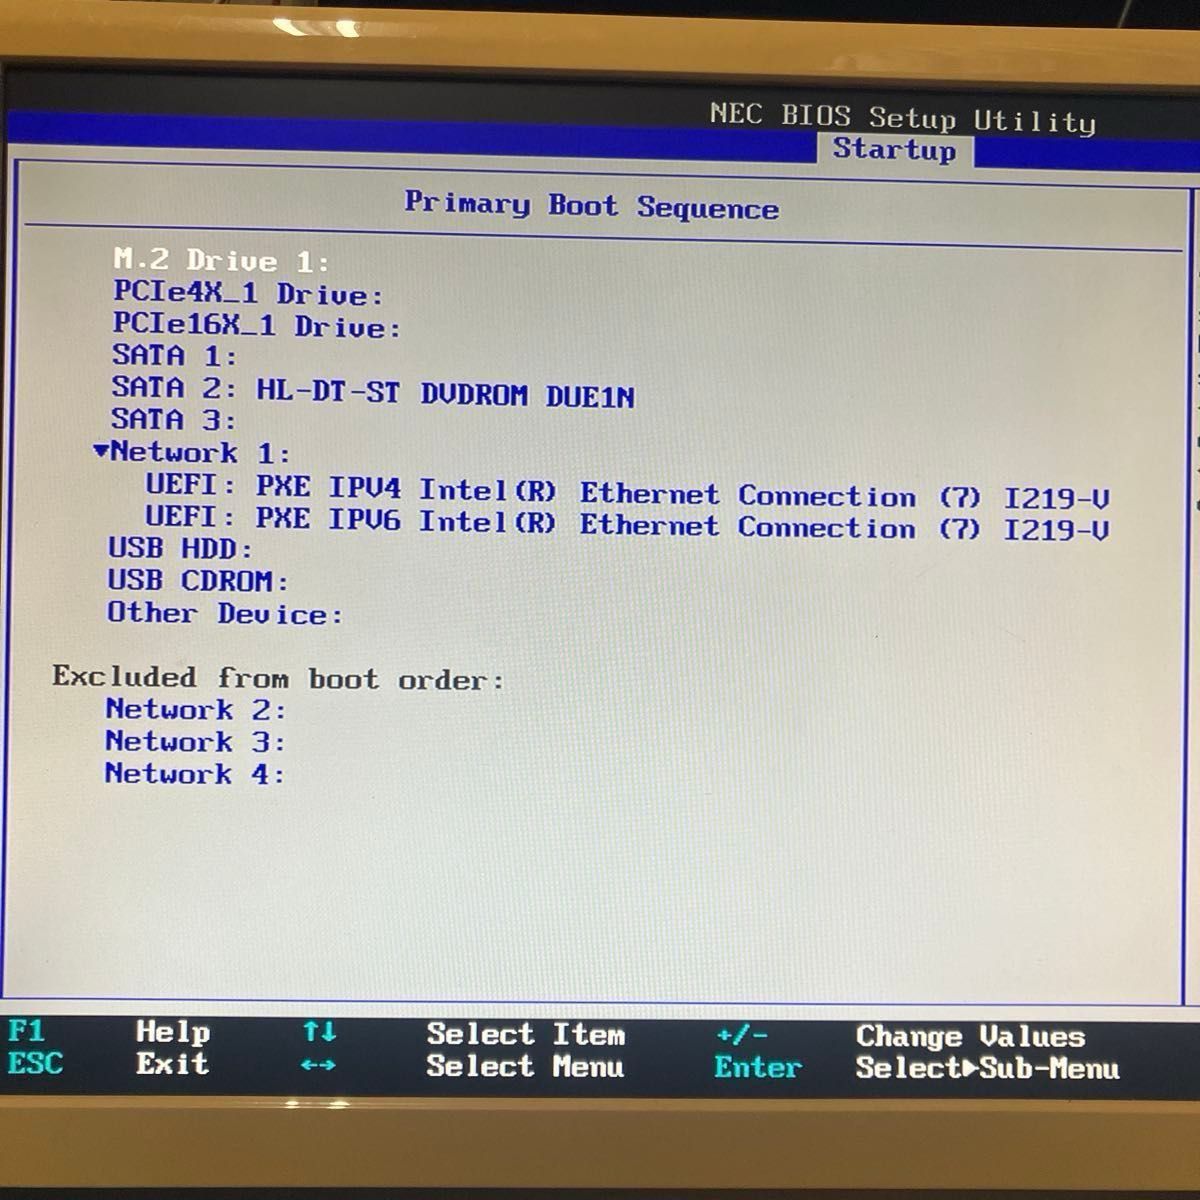 NEC BIOS Setup Utility
Startup
Primary Boot Sequence
M.2 Drive 1:
PCIe4X_1 Drive:
PCIe16X_1 Drive:
SATA 1:
SATA 2: HL-DT-ST DVDROM DUE1N
SATA 3:
▼Network 1:
UEFI: PXE IPV4 Intel(R) Ethernet Connection (7) I219-V
UEFI: PXE IPV6 Intel(R) Ethernet Connection (7) I219-V
USB HDD:
USB CDROM:
Other Device:
Excluded from boot order:
Network 2:
Network 3:
Network 4:
F1 Help ↑↓ Select Item +/- Change Values
ESC Exit ←→ Select Menu Enter Select▶Sub-Menu